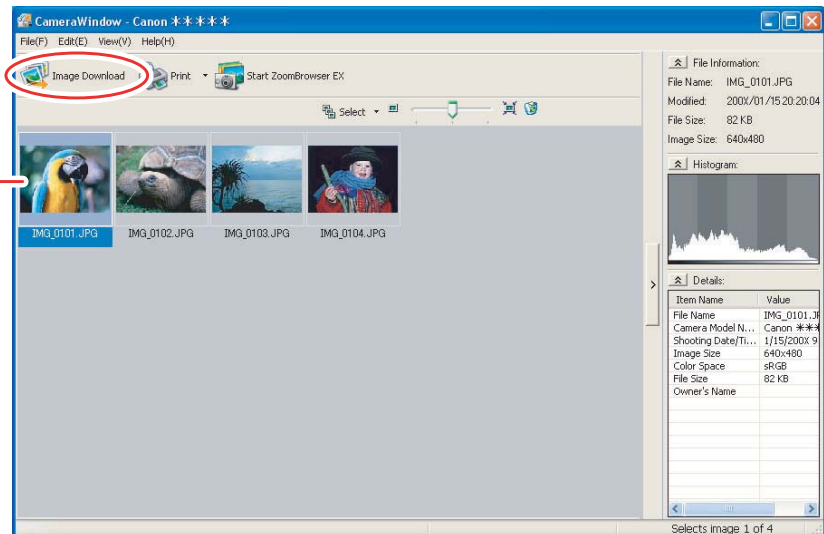 CameraWindow - Canon ＊＊＊＊＊
File(F) Edit(E) View(V) Help(H)
Image Download Print Start ZoomBrowser EX
Select
IMG_0101.JPG IMG_0102.JPG IMG_0103.JPG IMG_0104.JPG
File Information:
File Name: IMG_0101.JPG
Modified: 200X/01/15 20:20:04
File Size: 82 KB
Image Size: 640x480
Histogram:
Details:
Item Name Value
File Name IMG_0101.JP
Camera Model N... Canon ＊＊＊
Shooting Date/Ti... 1/15/200X 9
Image Size 640x480
Color Space sRGB
File Size 82 KB
Owner's Name
Selects image 1 of 4